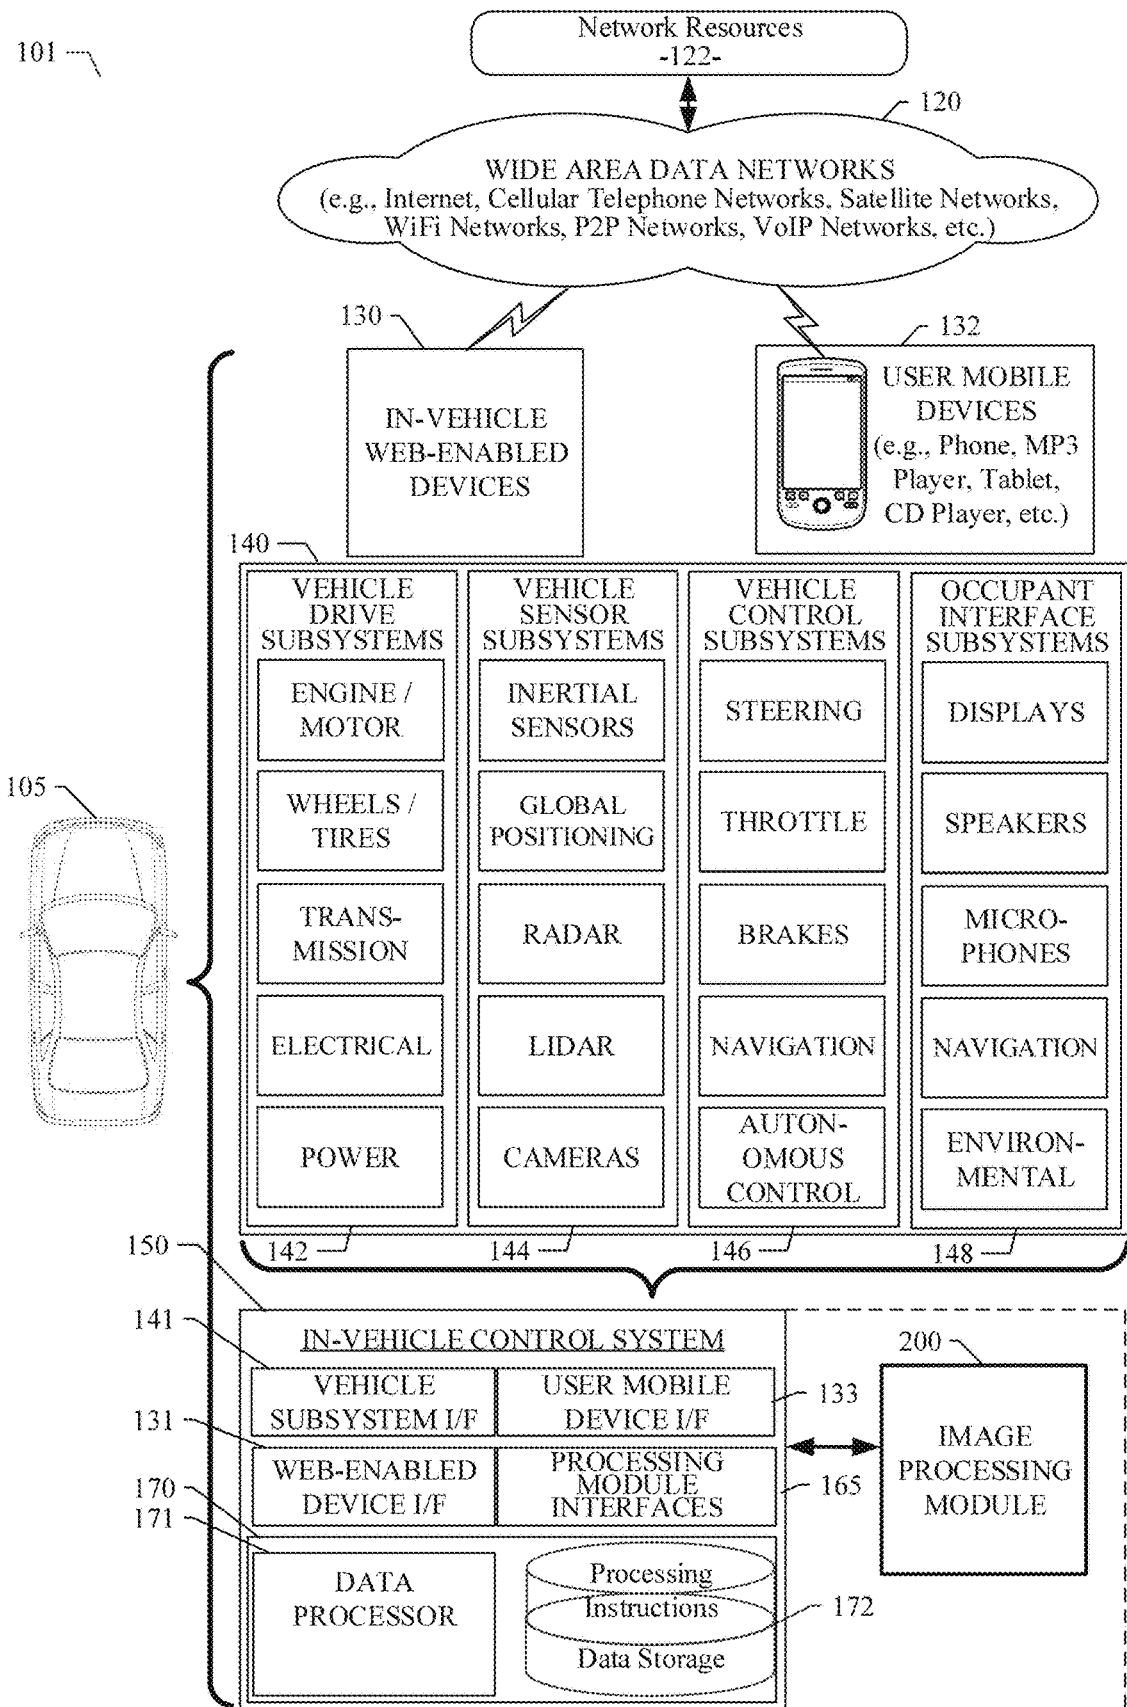 101
Network Resources
-122-
120
WIDE AREA DATA NETWORKS
(e.g., Internet, Cellular Telephone Networks, Satellite Networks,
WiFi Networks, P2P Networks, VoIP Networks, etc.)
130
IN-VEHICLE
WEB-ENABLED
DEVICES
132
USER MOBILE
DEVICES
(e.g., Phone, MP3
Player, Tablet,
CD Player, etc.)
105
140
VEHICLE
DRIVE
SUBSYSTEMS
ENGINE /
MOTOR
WHEELS /
TIRES
TRANS-
MISSION
ELECTRICAL
POWER
142
VEHICLE
SENSOR
SUBSYSTEMS
INERTIAL
SENSORS
GLOBAL
POSITIONING
RADAR
LIDAR
CAMERAS
144
VEHICLE
CONTROL
SUBSYSTEMS
STEERING
THROTTLE
BRAKES
NAVIGATION
AUTON-
OMOUS
CONTROL
146
OCCUPANT
INTERFACE
SUBSYSTEMS
DISPLAYS
SPEAKERS
MICRO-
PHONES
NAVIGATION
ENVIRON-
MENTAL
148
150
IN-VEHICLE CONTROL SYSTEM
141
VEHICLE
SUBSYSTEM I/F
USER MOBILE
DEVICE I/F
133
131
WEB-ENABLED
DEVICE I/F
PROCESSING
MODULE
INTERFACES
165
170
171
DATA
PROCESSOR
Processing
Instructions
Data Storage
172
200
IMAGE
PROCESSING
MODULE